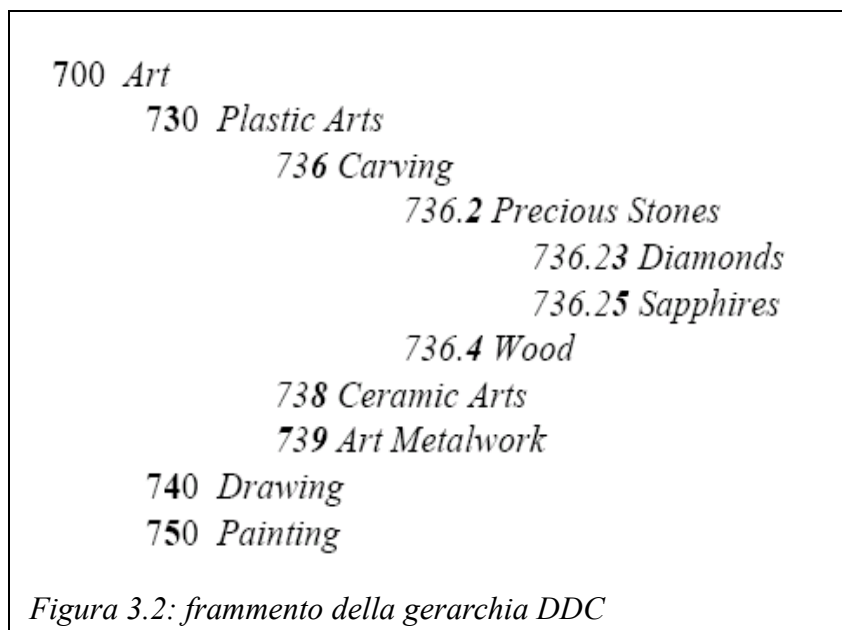 700 Art
730 Plastic Arts
736 Carving
736.2 Precious Stones
736.23 Diamonds
736.25 Sapphires
736.4 Wood
738 Ceramic Arts
739 Art Metalwork
740 Drawing
750 Painting
Figura 3.2: frammento della gerarchia DDC